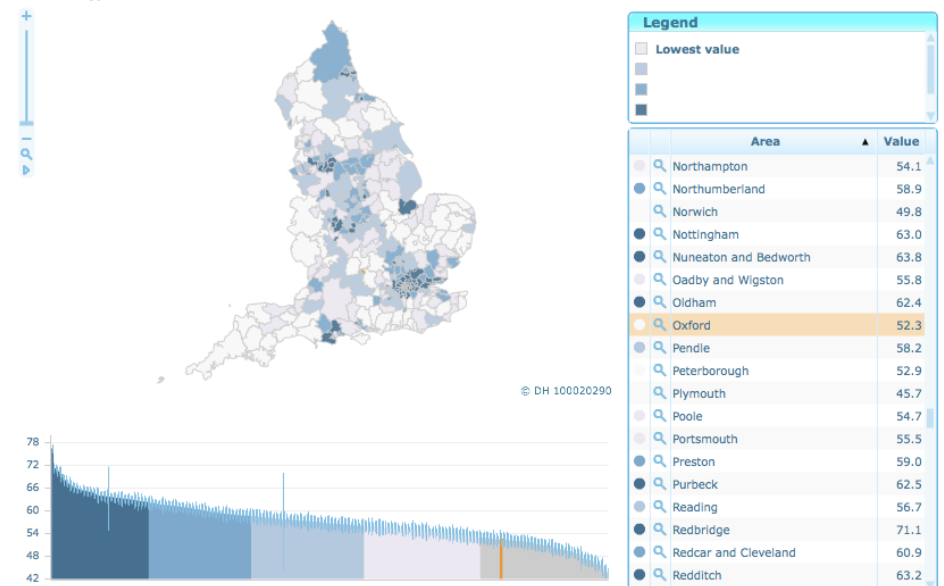 Legend
Lowest value
Area ▲ Value
Northampton 54.1
Northumberland 58.9
Norwich 49.8
Nottingham 63.0
Nuneaton and Bedworth 63.8
Oadby and Wigston 55.8
Oldham 62.4
Oxford 52.3
Pendle 58.2
Peterborough 52.9
Plymouth 45.7
Poole 54.7
Portsmouth 55.5
Preston 59.0
Purbeck 62.5
Reading 56.7
Redbridge 71.1
Redcar and Cleveland 60.9
Redditch 63.2
© DH 100020290
78
72
66
60
54
48
42